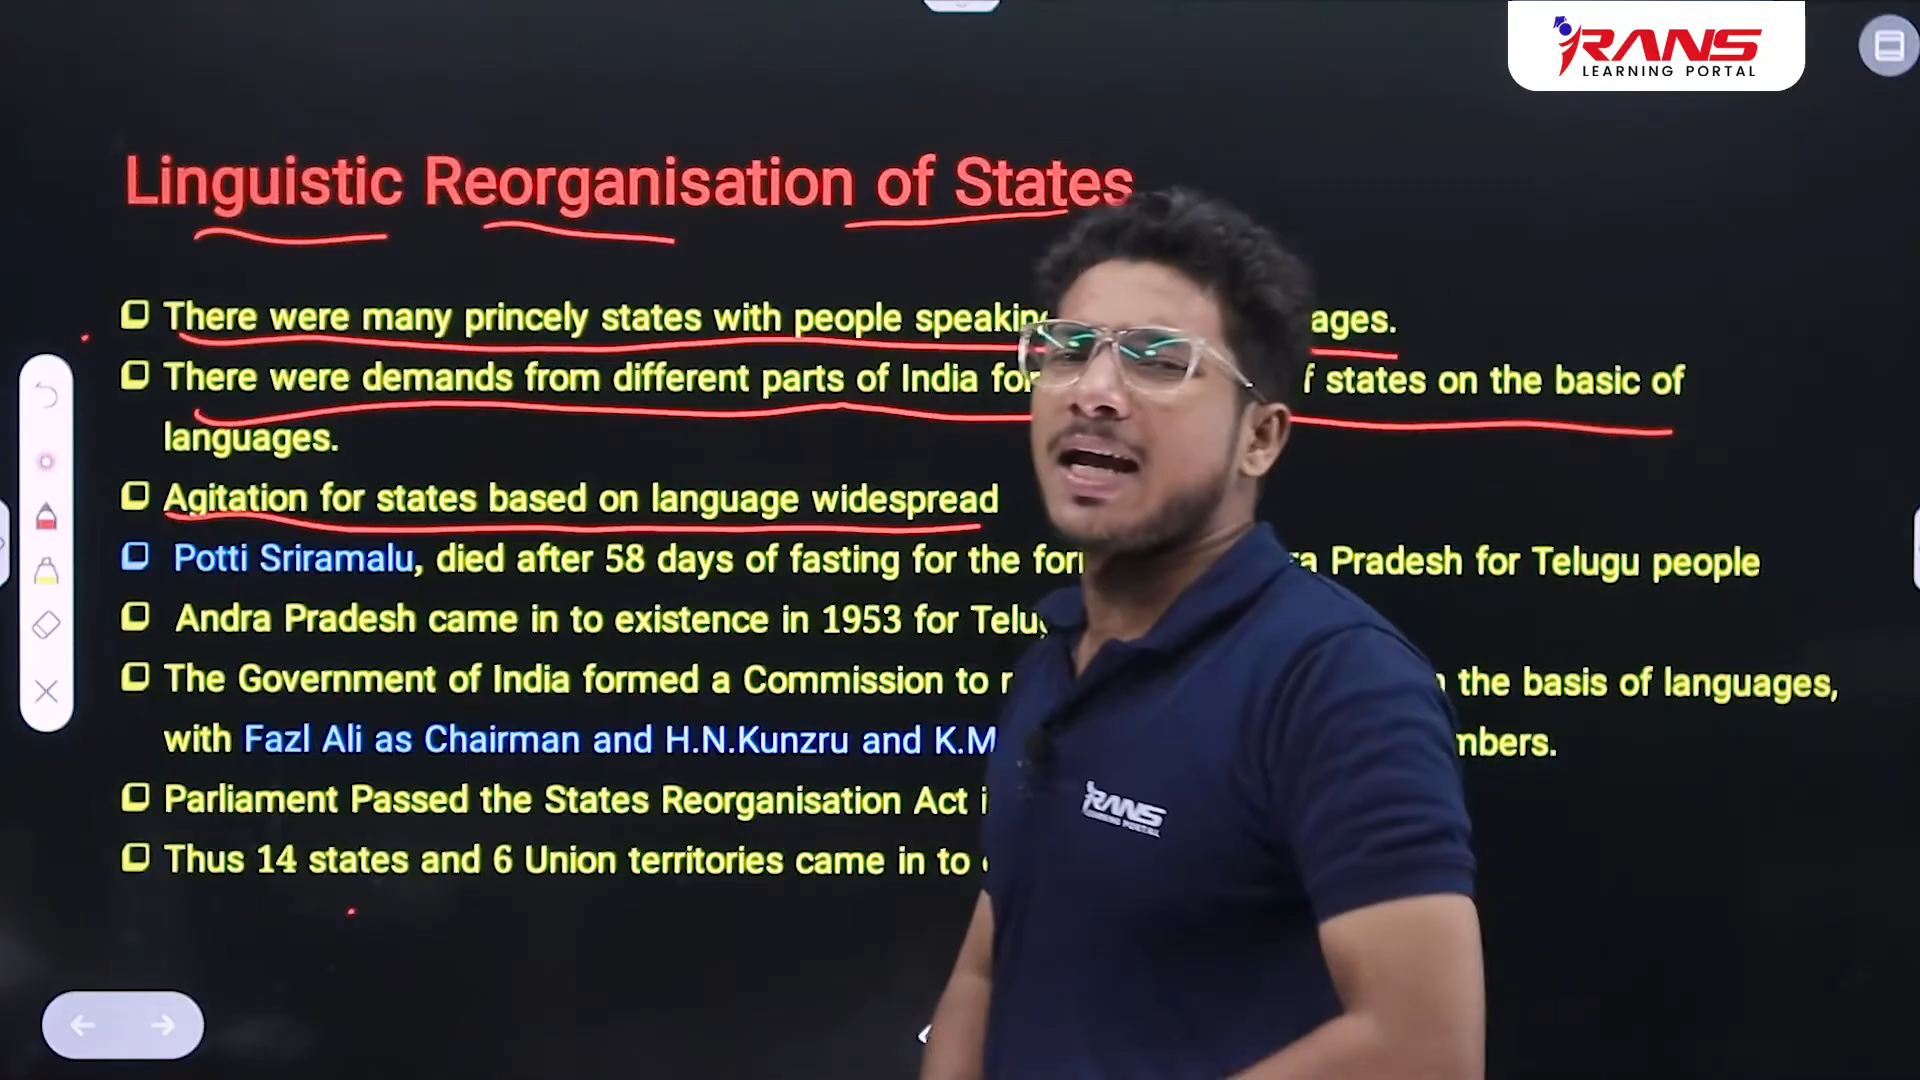 RANS
LEARNING PORTAL
Linguistic Reorganisation of States
There were many princely states with people speaking ages.
There were demands from different parts of India for f states on the basic of
languages.
Agitation for states based on language widespread
Potti Sriramalu, died after 58 days of fasting for the for a Pradesh for Telugu people
Andra Pradesh came in to existence in 1953 for Telu
The Government of India formed a Commission to the basis of languages,
with Fazl Ali as Chairman and H.N.Kunzru and K.M mbers.
Parliament Passed the States Reorganisation Act
Thus 14 states and 6 Union territories came in to
RANS
LEARNING PORTAL